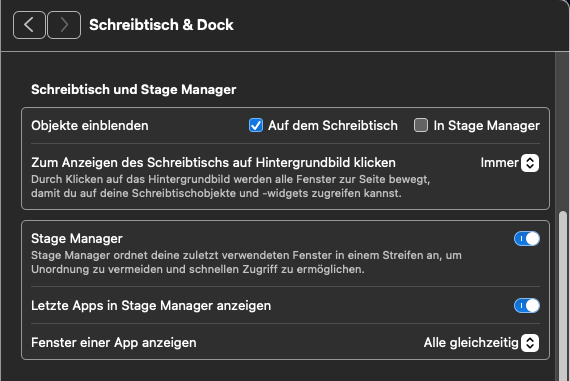 Schreibtisch & Dock
Schreibtisch und Stage Manager
Objekte einblenden Auf dem Schreibtisch In Stage Manager
Zum Anzeigen des Schreibtischs auf Hintergrundbild klicken Immer
Durch Klicken auf das Hintergrundbild werden alle Fenster zur Seite bewegt,
damit du auf deine Schreibtischobjekte und -widgets zugreifen kannst.
Stage Manager
Stage Manager ordnet deine zuletzt verwendeten Fenster in einem Streifen an, um
Unordnung zu vermeiden und schnellen Zugriff zu ermöglichen.
Letzte Apps in Stage Manager anzeigen
Fenster einer App anzeigen Alle gleichzeitig